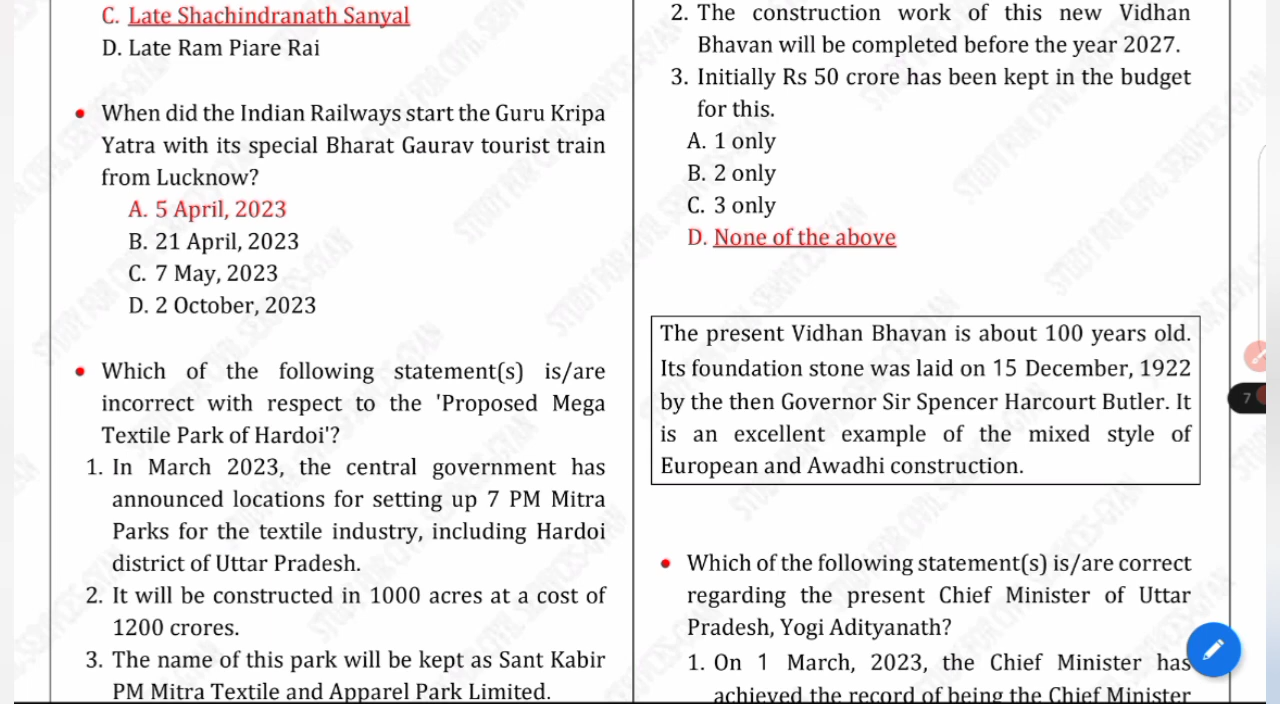 C. Late Shachindranath Sanyal
D. Late Ram Piare Rai
• When did the Indian Railways start the Guru Kripa
Yatra with its special Bharat Gaurav tourist train
from Lucknow?
A. 5 April, 2023
B. 21 April, 2023
C. 7 May, 2023
D. 2 October, 2023
• Which of the following statement(s) is/are
incorrect with respect to the 'Proposed Mega
Textile Park of Hardoi'?
1. In March 2023, the central government has
announced locations for setting up 7 PM Mitra
Parks for the textile industry, including Hardoi
district of Uttar Pradesh.
2. It will be constructed in 1000 acres at a cost of
1200 crores.
3. The name of this park will be kept as Sant Kabir
PM Mitra Textile and Apparel Park Limited.
2. The construction work of this new Vidhan
Bhavan will be completed before the year 2027.
3. Initially Rs 50 crore has been kept in the budget
for this.
A. 1 only
B. 2 only
C. 3 only
D. None of the above
The present Vidhan Bhavan is about 100 years old.
Its foundation stone was laid on 15 December, 1922
by the then Governor Sir Spencer Harcourt Butler. It
is an excellent example of the mixed style of
European and Awadhi construction.
• Which of the following statement(s) is/are correct
regarding the present Chief Minister of Uttar
Pradesh, Yogi Adityanath?
1. On 1 March, 2023, the Chief Minister has
achieved the record of being the Chief Minister
7